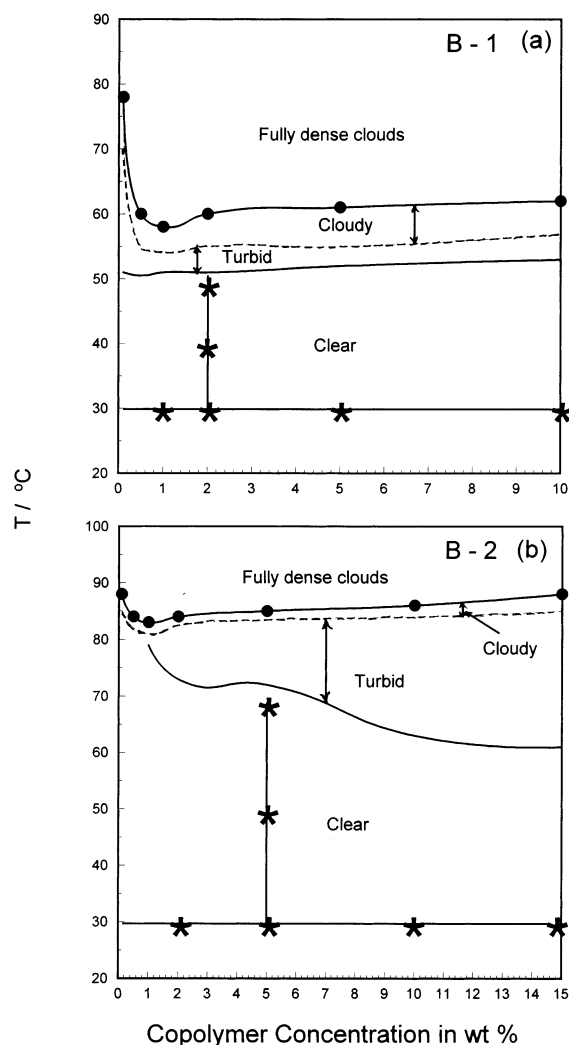 B - 1 (a)
90
80
70
60
50
40
30
20
Fully dense clouds
Cloudy
Turbid
Clear
0 1 2 3 4 5 6 7 8 9 10
T / ºC
B - 2 (b)
100
90
80
70
60
50
40
30
20
Fully dense clouds
Cloudy
Turbid
Clear
0 1 2 3 4 5 6 7 8 9 10 11 12 13 14 15
Copolymer Concentration in wt %